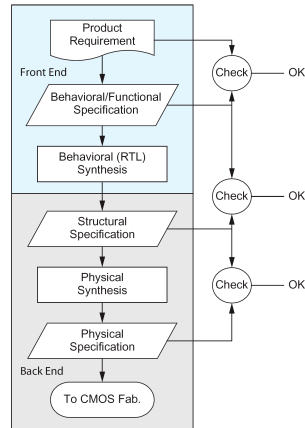 Product
Requirement
Front End
Check
OK
Behavioral/Functional
Specification
Behavioral (RTL)
Synthesis
Check
OK
Structural
Specification
Physical
Synthesis
Check
OK
Physical
Specification
Back End
To CMOS Fab.